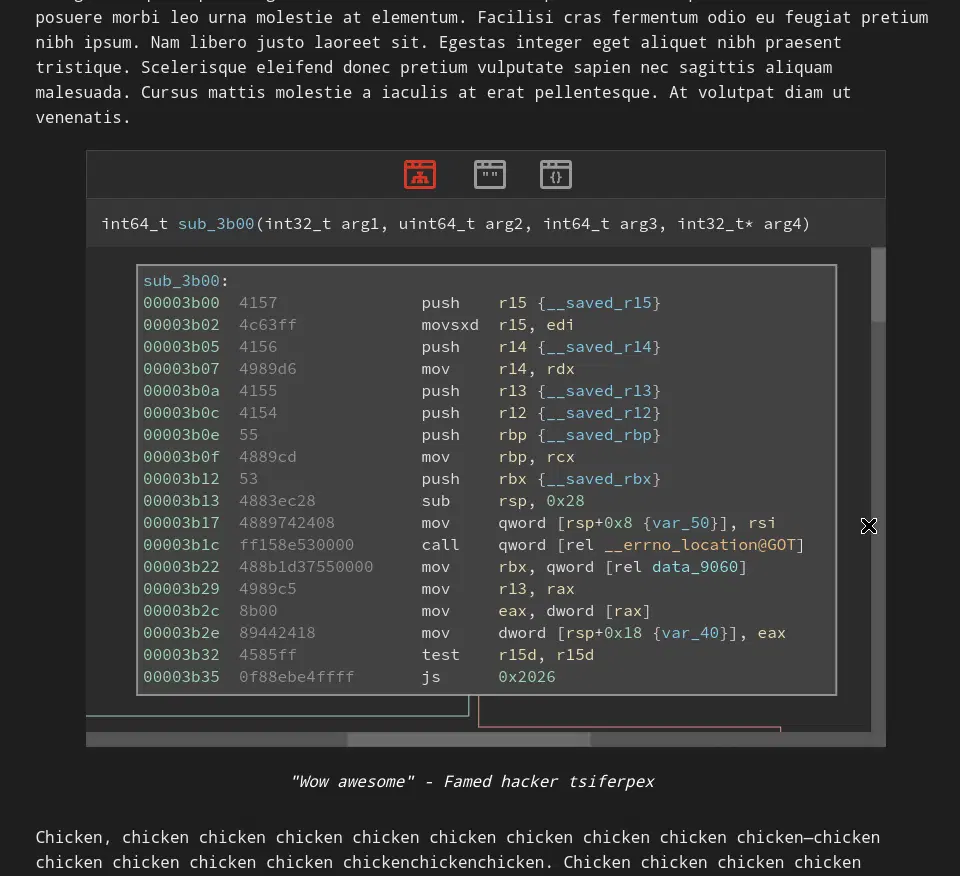 posuere morbi leo urna molestie at elementum. Facilisi cras fermentum odio eu feugiat pretium
nibh ipsum. Nam libero justo laoreet sit. Egestas integer eget aliquet nibh praesent
tristique. Scelerisque eleifend donec pretium vulputate sapien nec sagittis aliquam
malesuada. Cursus mattis molestie a iaculis at erat pellentesque. At volutpat diam ut
venenatis.
"" {}
int64_t sub_3b00(int32_t arg1, uint64_t arg2, int64_t arg3, int32_t* arg4)
sub_3b00:
00003b00 4157 push r15 {__saved_r15}
00003b02 4c63ff movsxd r15, edi
00003b05 4156 push r14 {__saved_r14}
00003b07 4989d6 mov r14, rdx
00003b0a 4155 push r13 {__saved_r13}
00003b0c 4154 push r12 {__saved_r12}
00003b0e 55 push rbp {__saved_rbp}
00003b0f 4889cd mov rbp, rcx
00003b12 53 push rbx {__saved_rbx}
00003b13 4883ec28 sub rsp, 0x28
00003b17 4889742408 mov qword [rsp+0x8 {var_50}], rsi
00003b1c ff158e530000 call qword [rel __errno_location@GOT]
00003b22 488b1d37550000 mov rbx, qword [rel data_9060]
00003b29 4989c5 mov r13, rax
00003b2c 8b00 mov eax, dword [rax]
00003b2e 89442418 mov dword [rsp+0x18 {var_40}], eax
00003b32 4585ff test r15d, r15d
00003b35 0f88ebe4ffff js 0x2026
"Wow awesome" - Famed hacker tsiferpex
Chicken, chicken chicken chicken chicken chicken chicken chicken chicken chicken—chicken
chicken chicken chicken chicken chickenchickenchicken. Chicken chicken chicken chicken